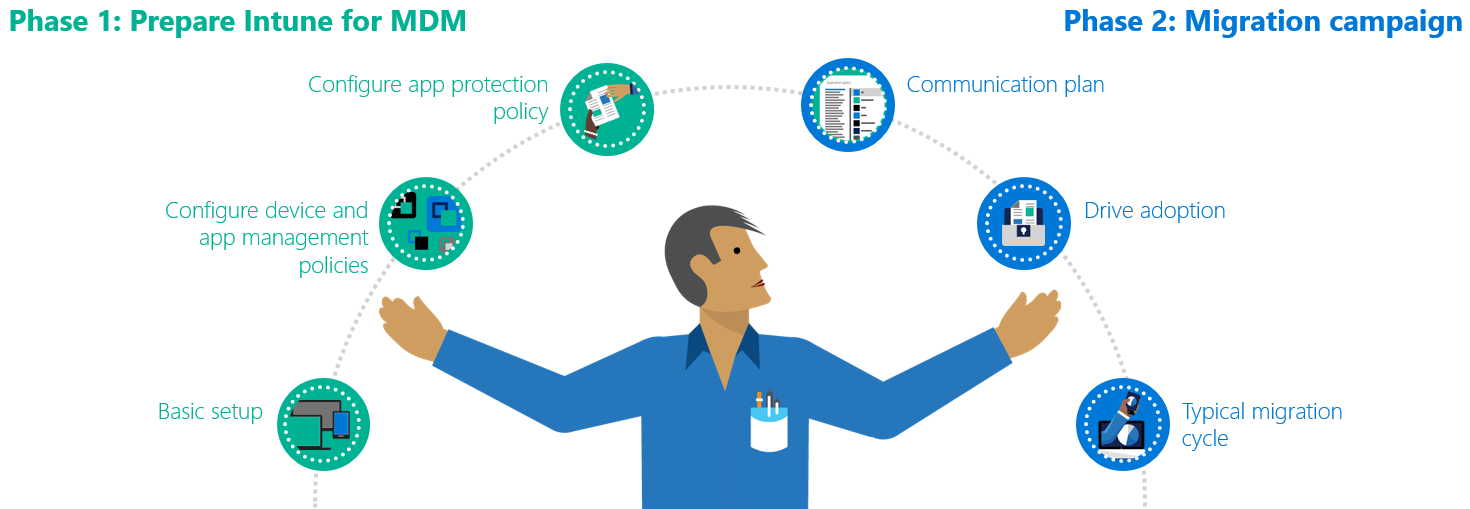 Phase 1: Prepare Intune for MDM
Phase 2: Migration campaign
Configure app protection
policy
Configure device and
app management
policies
Basic setup
Communication plan
Drive adoption
Typical migration
cycle